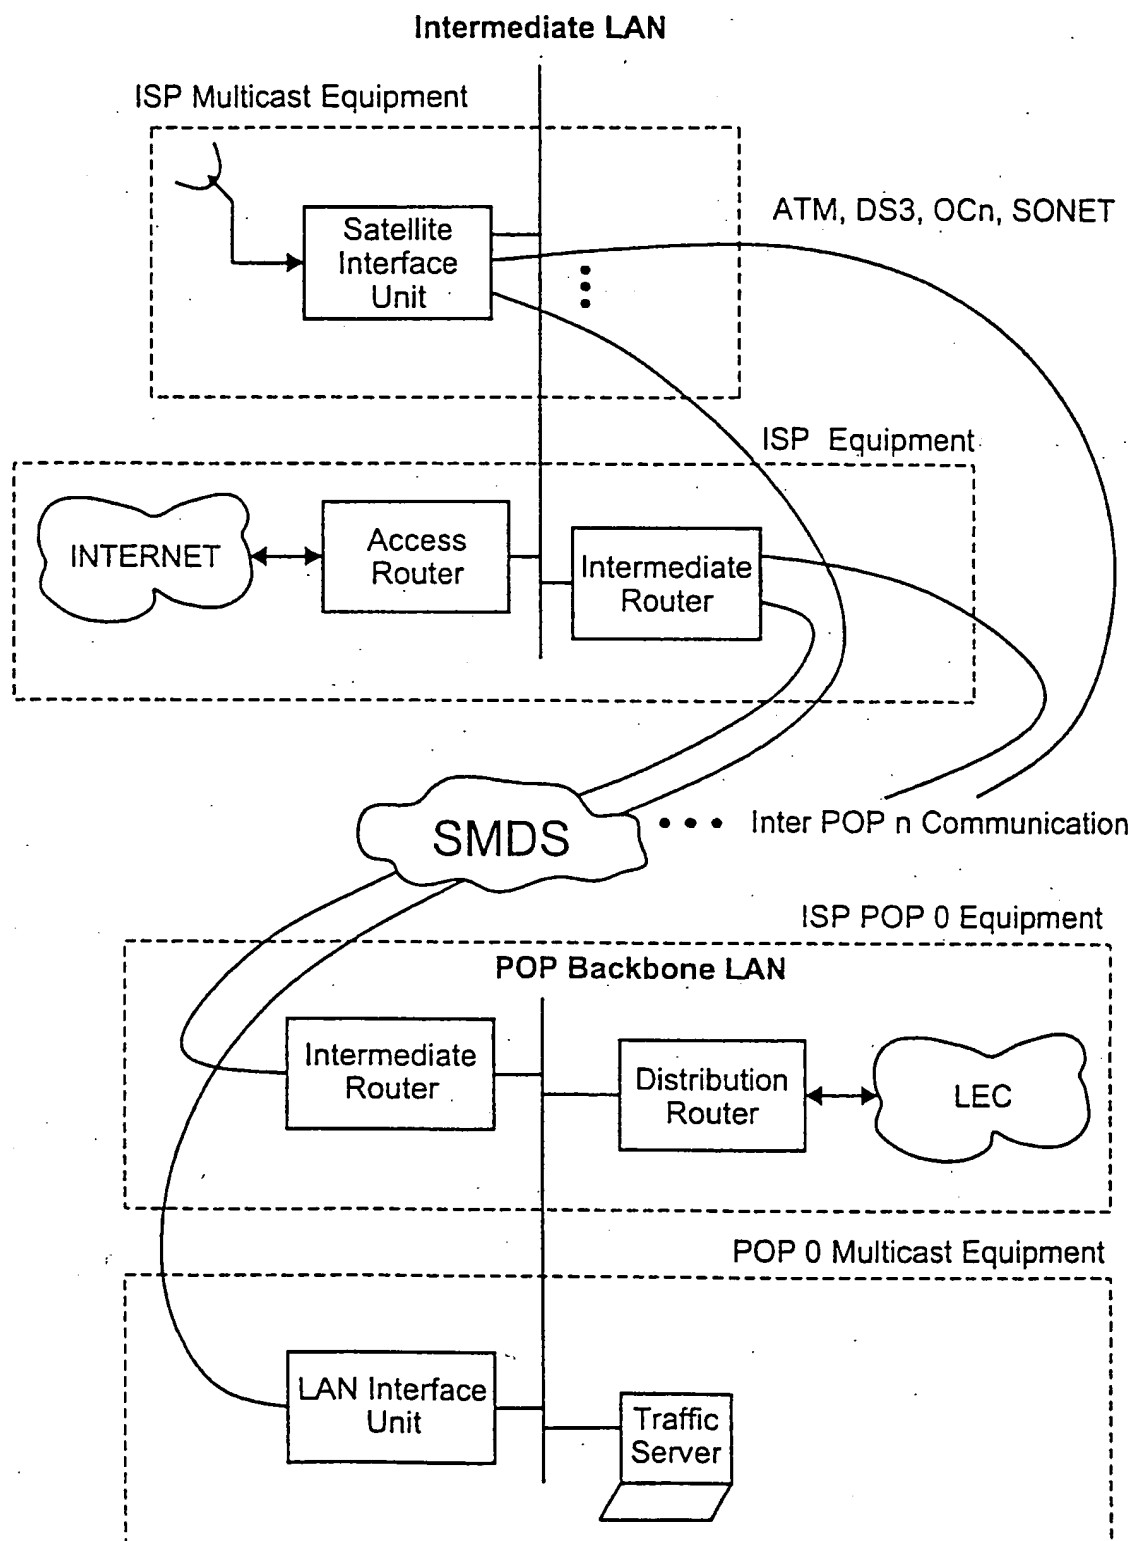 Intermediate LAN
ISP Multicast Equipment
ATM, DS3, OCn, SONET
Satellite
Interface
Unit
ISP Equipment
INTERNET
Access
Router
Intermediate
Router
SMDS
Inter POP n Communication
ISP POP 0 Equipment
POP Backbone LAN
Intermediate
Router
Distribution
Router
LEC
POP 0 Multicast Equipment
LAN Interface
Unit
Traffic
Server